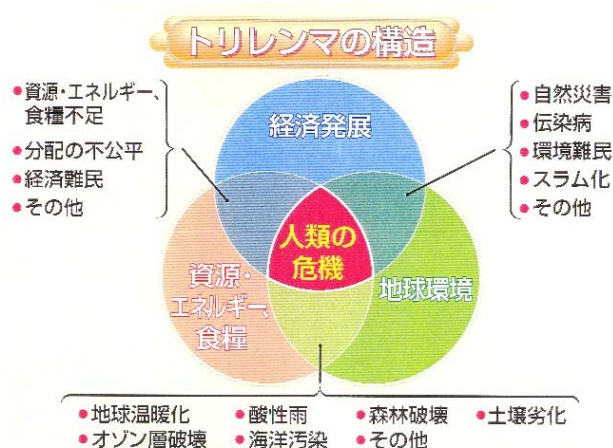 トリレンマの構造
●資源・エネルギー、
食糧不足
●分配の不公平
●経済難民
●その他
経済発展
●自然災害
●伝染病
●環境難民
●スラム化
●その他
人類の
危機
資源・
エネルギー、
食糧
地球環境
●地球温暖化 ●酸性雨 ●森林破壊 ●土壌劣化
●オゾン層破壊 ●海洋汚染 ●その他